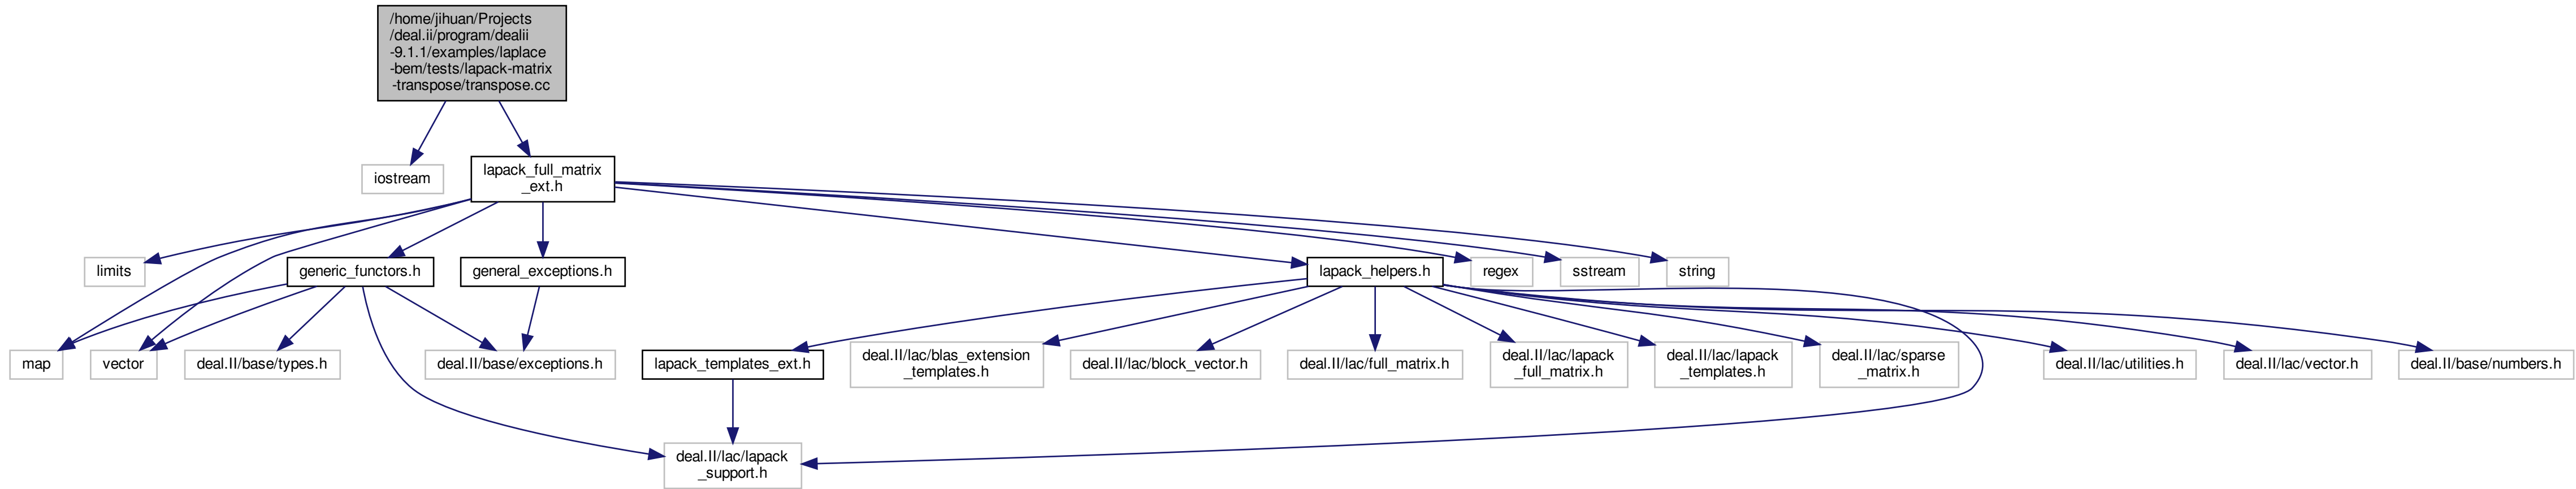 /home/jihuan/Projects
/deal.ii/program/dealii
-9.1.1/examples/laplace
-bem/tests/lapack-matrix
-transpose/transpose.cc
iostream
lapack_full_matrix
_ext.h
limits
generic_functors.h
general_exceptions.h
lapack_helpers.h
regex
sstream
string
map
vector
deal.II/base/types.h
deal.II/base/exceptions.h
lapack_templates_ext.h
deal.II/lac/blas_extension
_templates.h
deal.II/lac/block_vector.h
deal.II/lac/full_matrix.h
deal.II/lac/lapack
_full_matrix.h
deal.II/lac/lapack
_templates.h
deal.II/lac/sparse
_matrix.h
deal.II/lac/utilities.h
deal.II/lac/vector.h
deal.II/base/numbers.h
deal.II/lac/lapack
_support.h